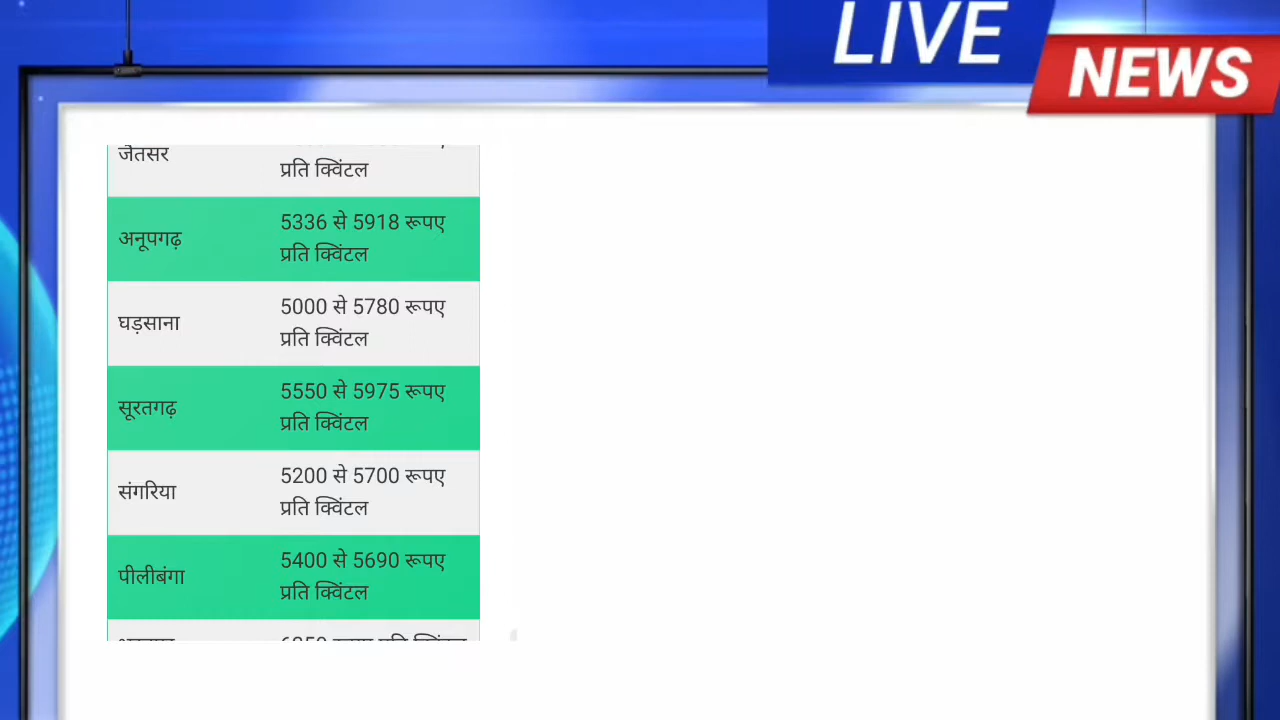 LIVE
NEWS
जैतसर
प्रति क्विंटल
अनूपगढ़
5336 से 5918 रूपए
प्रति क्विंटल
घड़साना
5000 से 5780 रूपए
प्रति क्विंटल
सूरतगढ़
5550 से 5975 रूपए
प्रति क्विंटल
संगरिया
5200 से 5700 रूपए
प्रति क्विंटल
पीलीबंगा
5400 से 5690 रूपए
प्रति क्विंटल